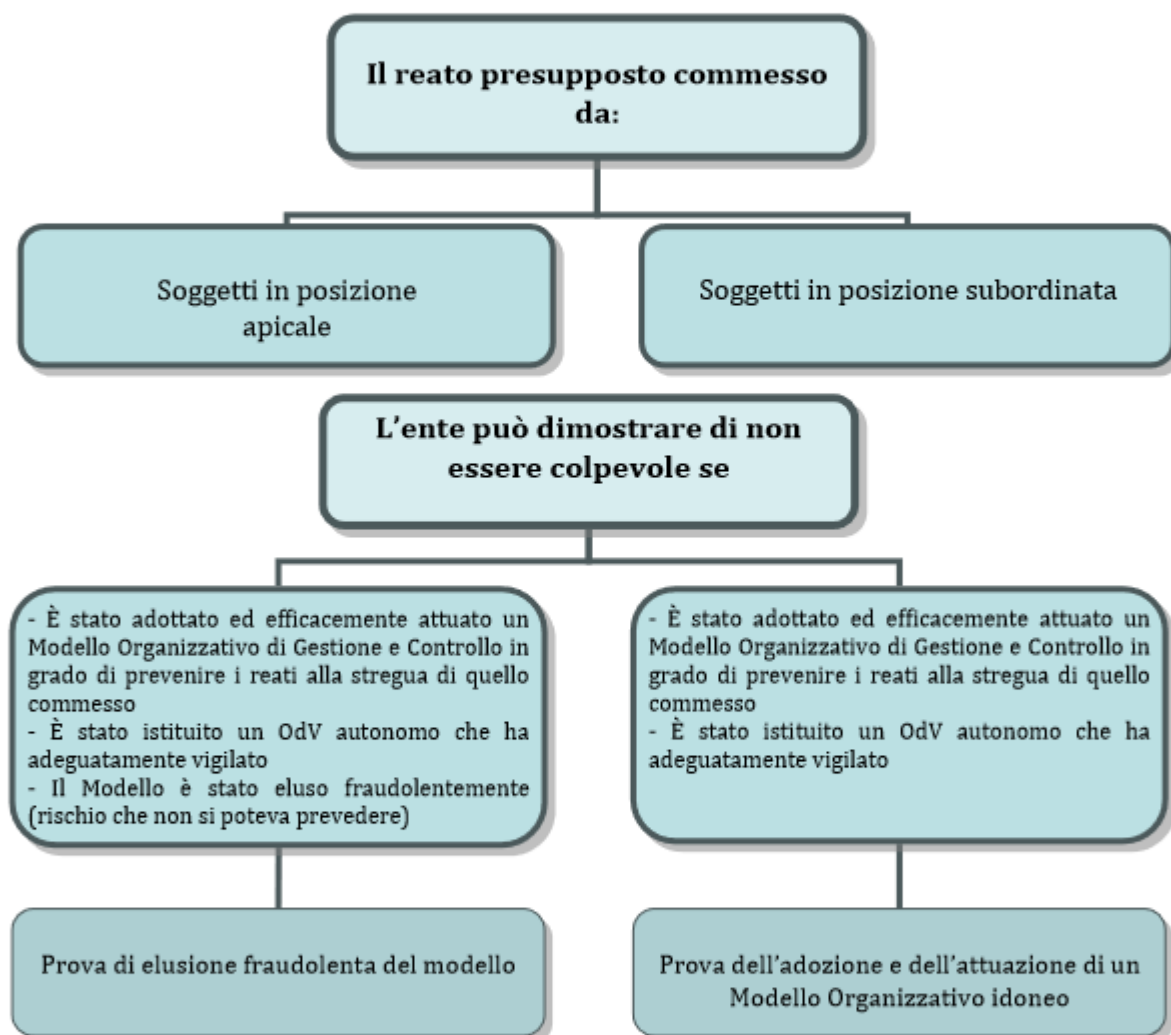 Il reato presupposto commesso
da:
Soggetti in posizione
apicale
Soggetti in posizione subordinata
L'ente può dimostrare di non
essere colpevole se
- È stato adottato ed efficacemente attuato un
Modello Organizzativo di Gestione e Controllo in
grado di prevenire i reati alla stregua di quello
commesso
- È stato istituito un OdV autonomo che ha
adeguatamente vigilato
- Il Modello è stato eluso fraudolentemente
(rischio che non si poteva prevedere)
- È stato adottato ed efficacemente attuato un
Modello Organizzativo di Gestione e Controllo in
grado di prevenire i reati alla stregua di quello
commesso
- È stato istituito un OdV autonomo che ha
adeguatamente vigilato
Prova di elusione fraudolenta del modello
Prova dell'adozione e dell'attuazione di un
Modello Organizzativo idoneo